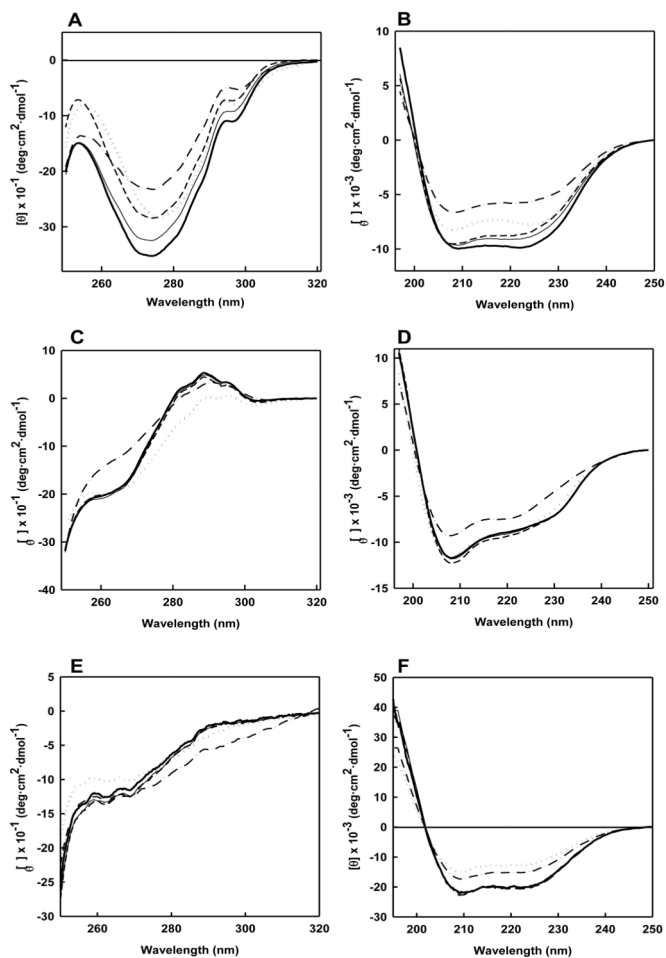 A
[θ] x 10⁻¹ (deg·cm²·dmol⁻¹)
0
-10
-20
-30
260 280 300 320
Wavelength (nm)
B
[ ] x 10⁻³ (deg·cm²·dmol⁻¹)
θ
10
5
0
-5
-10
200 210 220 230 240 250
Wavelength (nm)
C
[ ] x 10⁻¹ (deg·cm²·dmol⁻¹)
θ
10
0
-10
-20
-30
-40
260 280 300 320
Wavelength (nm)
D
[ ] x 10⁻³ (deg·cm²·dmol⁻¹)
θ
10
5
0
-5
-10
-15
200 210 220 230 240 250
Wavelength (nm)
E
[ ] x 10⁻¹ (deg·cm²·dmol⁻¹)
θ
5
0
-5
-10
-15
-20
-25
-30
260 280 300 320
Wavelength (nm)
F
[θ] x 10⁻³ (deg·cm²·dmol⁻¹)
50
40
30
20
10
0
-10
-20
-30
200 210 220 230 240 250
Wavelength (nm)